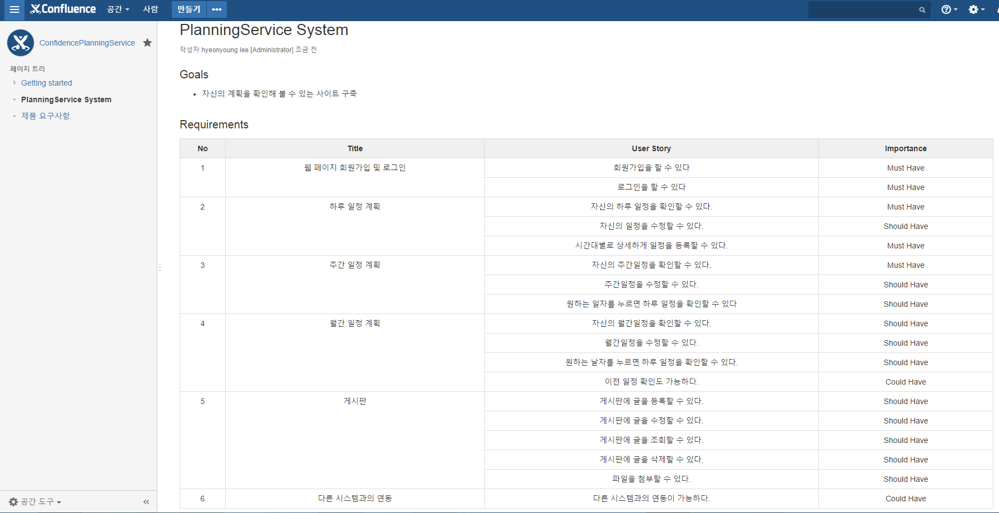 Confluence 공간 사람 만들기
ConfidencePlanningService
페이지 트리
Getting started
PlanningService System
제품 요구사항
공간 도구
PlanningService System
작성자 hyeonyoung lee [Administrator] 조금 전
Goals
• 자신의 계획을 확인해 볼 수 있는 사이트 구축
Requirements
No Title User Story Importance
1 웹 페이지 회원가입 및 로그인 회원가입을 할 수 있다 Must Have
로그인을 할 수 있다 Must Have
2 하루 일정 계획 자신의 하루 일정을 확인할 수 있다. Must Have
자신의 일정을 수정할 수 있다. Should Have
시간대별로 상세하게 일정을 등록할 수 있다. Must Have
3 주간 일정 계획 자신의 주간일정을 확인할 수 있다. Must Have
주간일정을 수정할 수 있다. Should Have
원하는 일자를 누르면 하루 일정을 확인할 수 있다 Should Have
4 월간 일정 계획 자신의 월간일정을 확인할 수 있다. Should Have
월간일정을 수정할 수 있다. Should Have
원하는 날자를 누르면 하루 일정을 확인할 수 있다. Should Have
이전 일정 확인도 가능하다. Could Have
5 게시판 게시판에 글을 등록할 수 있다. Should Have
게시판에 글을 수정할 수 있다. Should Have
게시판에 글을 조회할 수 있다. Should Have
게시판에 글을 삭제할 수 있다. Should Have
파일을 첨부할 수 있다. Should Have
6 다른 시스템과의 연동 다른 시스템과의 연동이 가능하다. Could Have